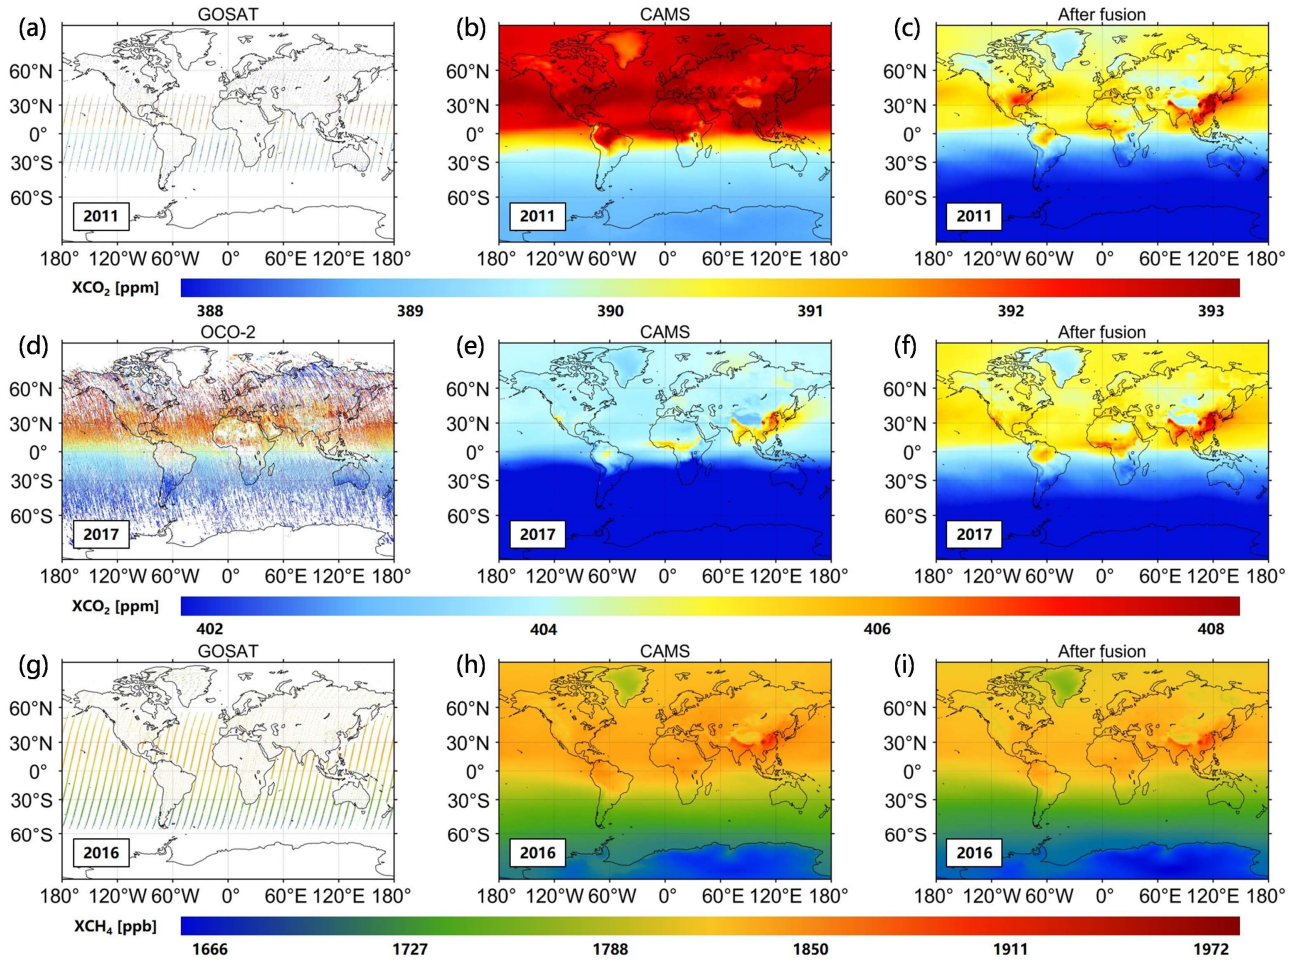 (a) GOSAT (b) CAMS (c) After fusion
60°N 60°N 60°N
30°N 30°N 30°N
0° 0° 0°
30°S 30°S 30°S
60°S 60°S 60°S
2011 2011 2011
180° 120°W 60°W 0° 60°E 120°E 180° 180° 120°W 60°W 0° 60°E 120°E 180° 180° 120°W 60°W 0° 60°E 120°E 180°
XCO₂ [ppm]
388 389 390 391 392 393
(d) OCO-2 (e) CAMS (f) After fusion
60°N 60°N 60°N
30°N 30°N 30°N
0° 0° 0°
30°S 30°S 30°S
60°S 60°S 60°S
2017 2017 2017
180° 120°W 60°W 0° 60°E 120°E 180° 180° 120°W 60°W 0° 60°E 120°E 180° 180° 120°W 60°W 0° 60°E 120°E 180°
XCO₂ [ppm]
402 404 406 408
(g) GOSAT (h) CAMS (i) After fusion
60°N 60°N 60°N
30°N 30°N 30°N
0° 0° 0°
30°S 30°S 30°S
60°S 60°S 60°S
2016 2016 2016
180° 120°W 60°W 0° 60°E 120°E 180° 180° 120°W 60°W 0° 60°E 120°E 180° 180° 120°W 60°W 0° 60°E 120°E 180°
XCH₄ [ppb]
1666 1727 1788 1850 1911 1972